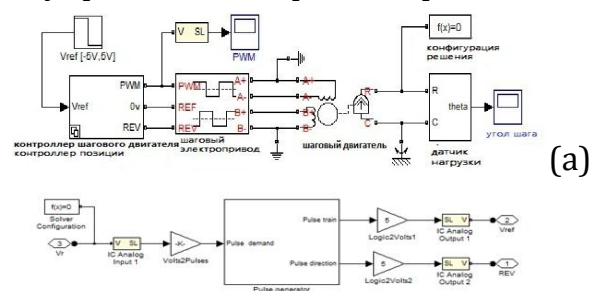 Vref [-5V,5V]
V SL
PWM
f(x)=0
конфигурация
решения
Vref
PWM
0v
REV
PWM
REF
REV
A+
A-
B+
B-
A+
A-
B+
B-
R
C
R
C
theta
угол шага
контроллер шагового двигателя
контроллер позиции
шаговый
электропривод
шаговый двигатель
датчик
нагрузки
(a)
f(x)=0
Solver
Configuration
3
Vr
V SL
IC Analog
Input 1
-K-
Volts2Pulses
Pulse demand
Pulse train
Pulse direction
Pulse generator
5
Logic2Volts1
SL V
IC Analog
Output 1
2
Vref
5
Logic2Volts2
SL V
IC Analog
Output 2
1
REV